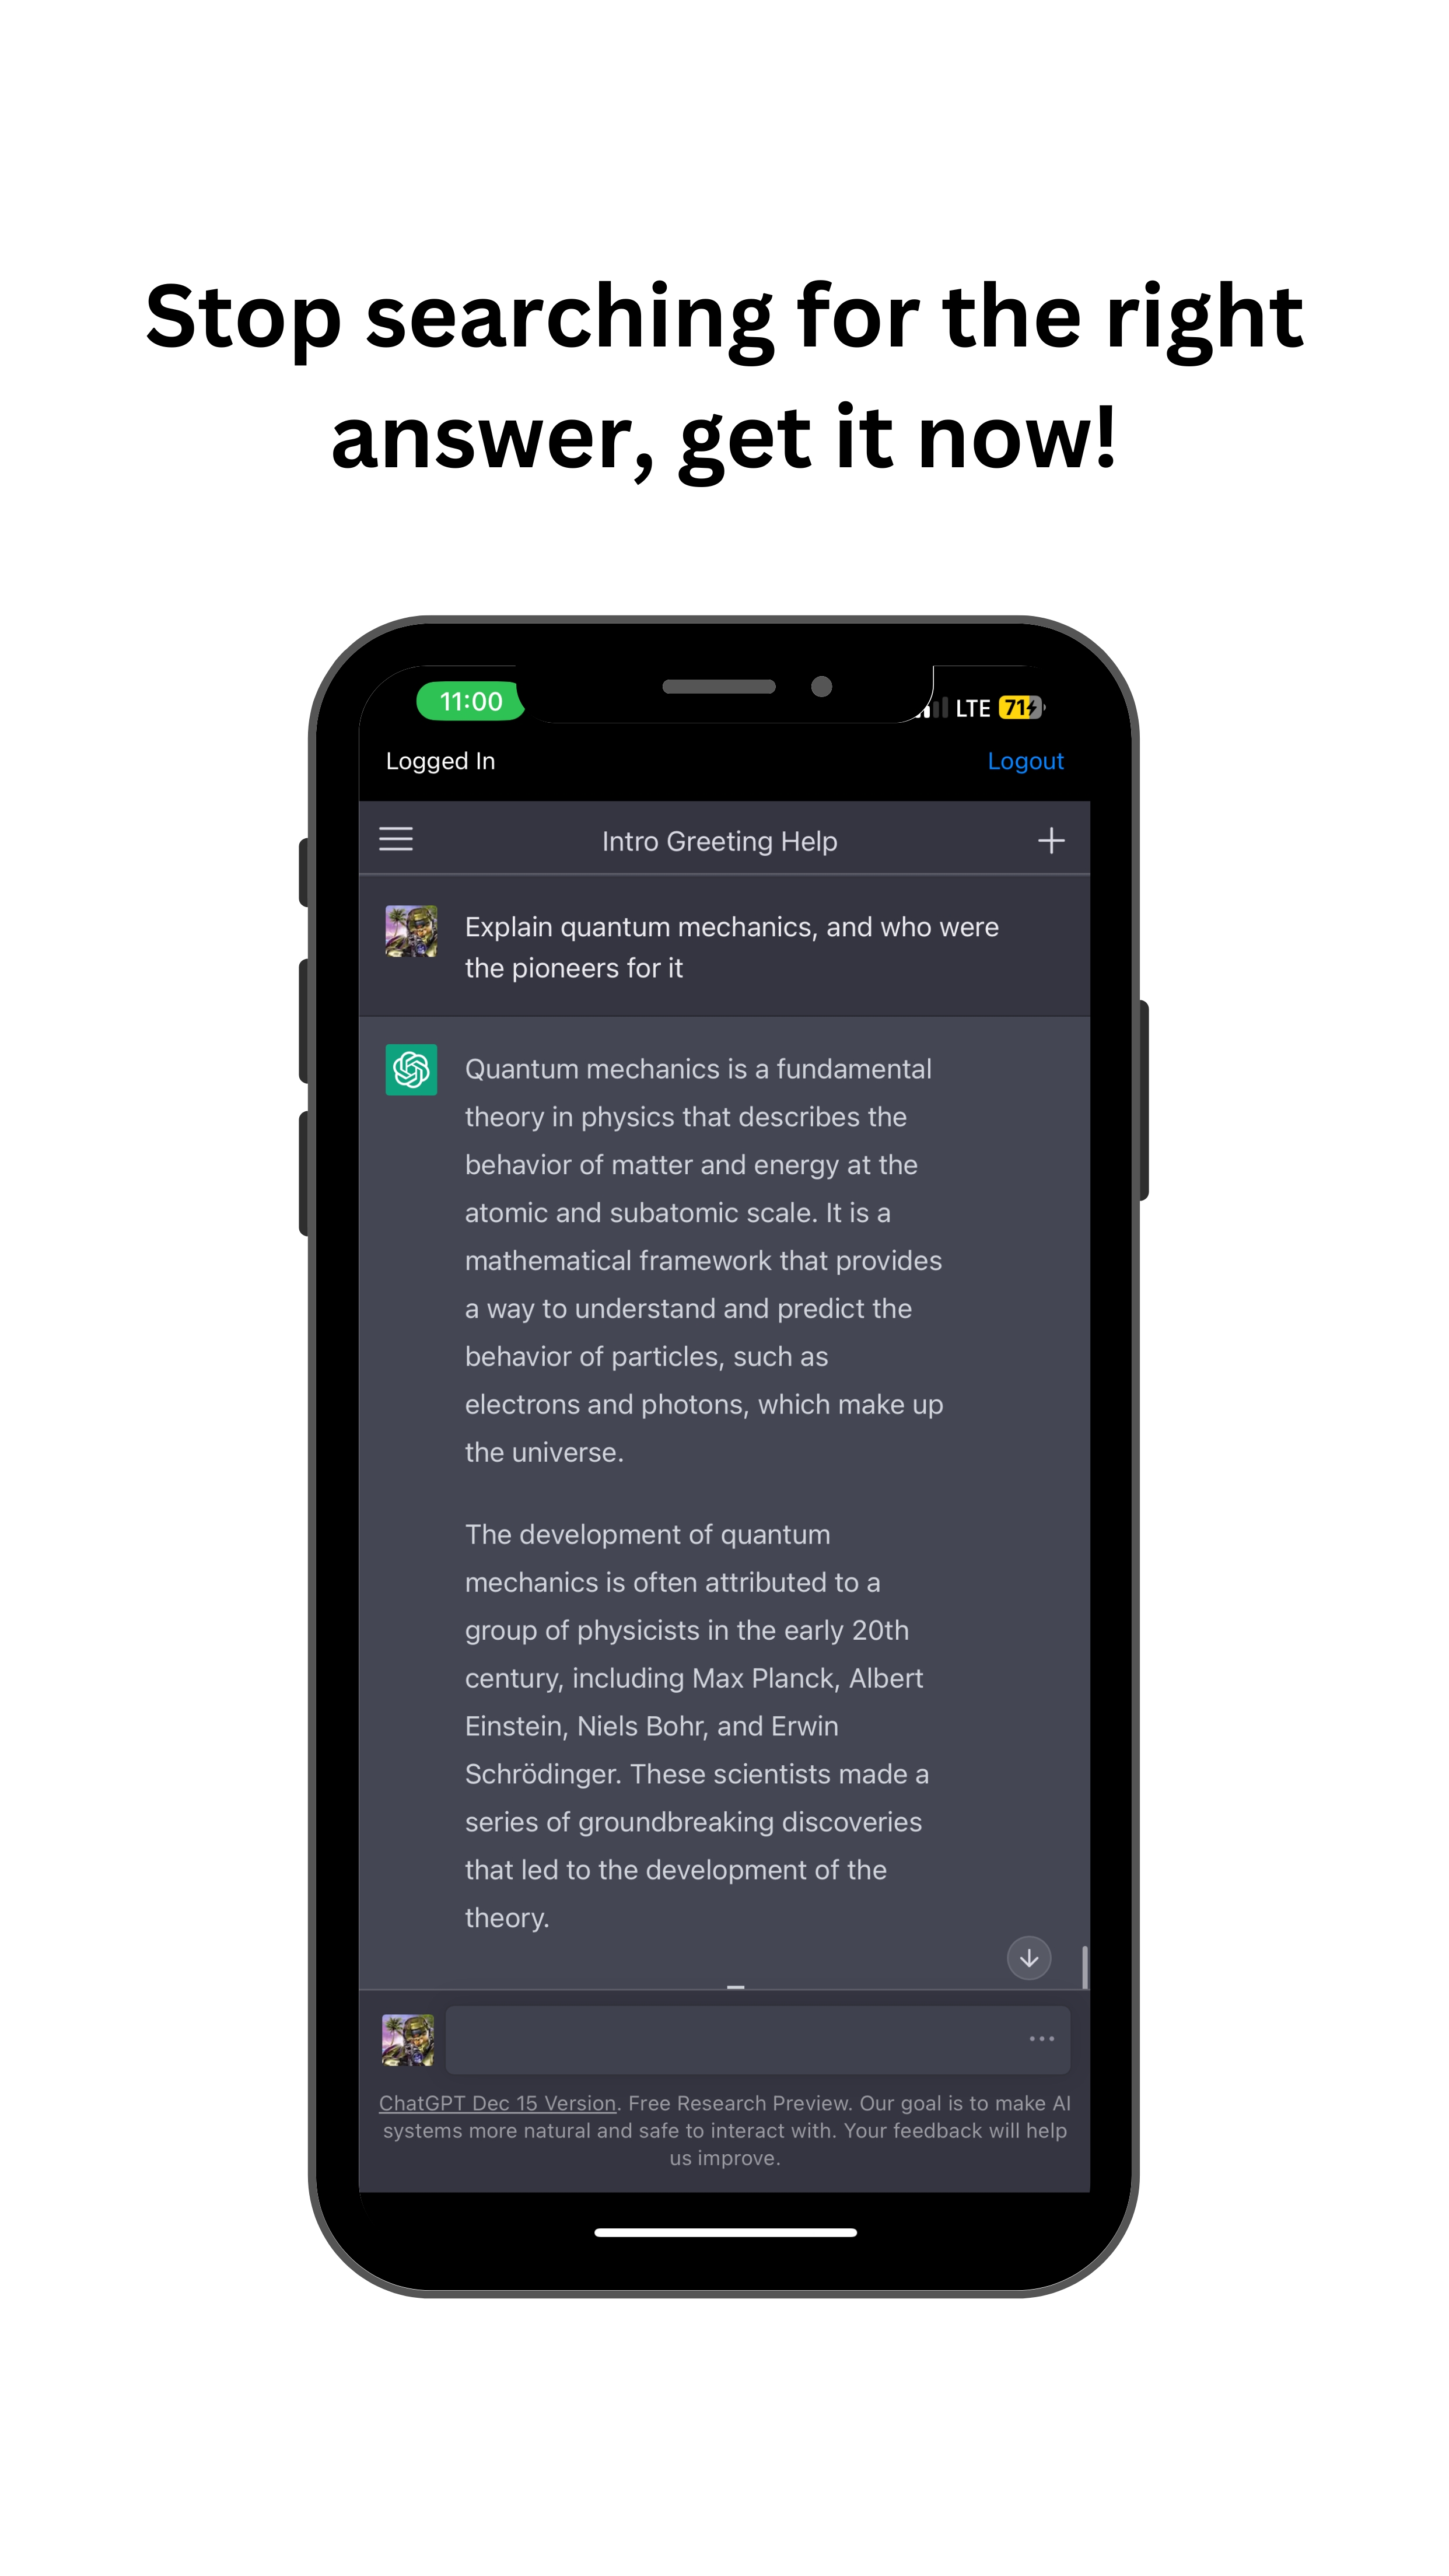 Stop searching for the right
answer, get it now!
11:00
LTE 71
Logged In
Logout
Intro Greeting Help
Explain quantum mechanics, and who were
the pioneers for it
Quantum mechanics is a fundamental
theory in physics that describes the
behavior of matter and energy at the
atomic and subatomic scale. It is a
mathematical framework that provides
a way to understand and predict the
behavior of particles, such as
electrons and photons, which make up
the universe.
The development of quantum
mechanics is often attributed to a
group of physicists in the early 20th
century, including Max Planck, Albert
Einstein, Niels Bohr, and Erwin
Schrödinger. These scientists made a
series of groundbreaking discoveries
that led to the development of the
theory.
ChatGPT Dec 15 Version. Free Research Preview. Our goal is to make AI
systems more natural and safe to interact with. Your feedback will help
us improve.